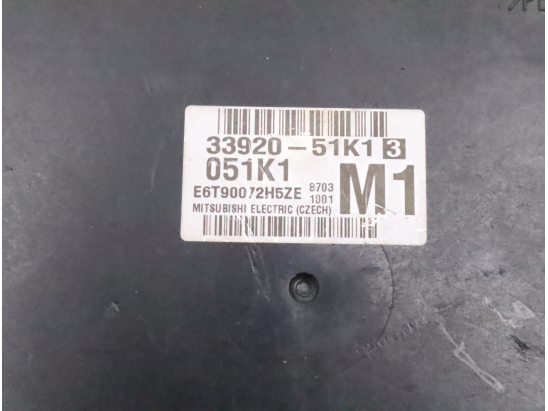 33920-51K1 3
051K1
E6T90072H5ZE 8703 1001 M1
MITSUBISHI ELECTRIC (CZECH)